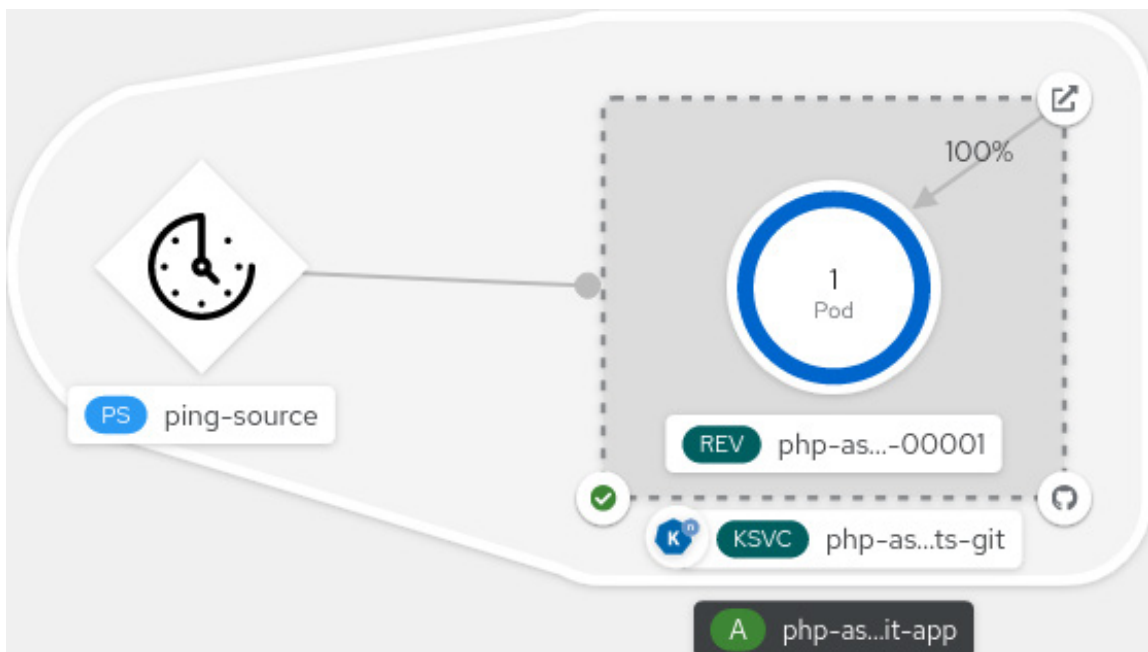 100%
1
Pod
PS ping-source
REV php-as...-00001
K n
KSVC php-as...ts-git
A php-as...it-app